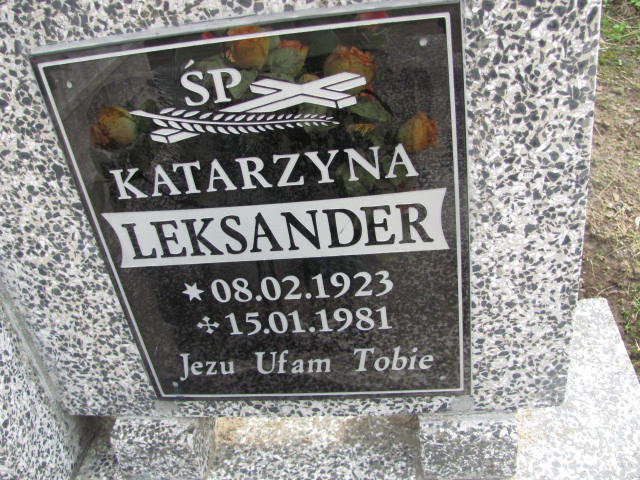 ŚP
KATARZYNA
LEKSANDER
08.02.1923
15.01.1981
Jezu Ufam Tobie